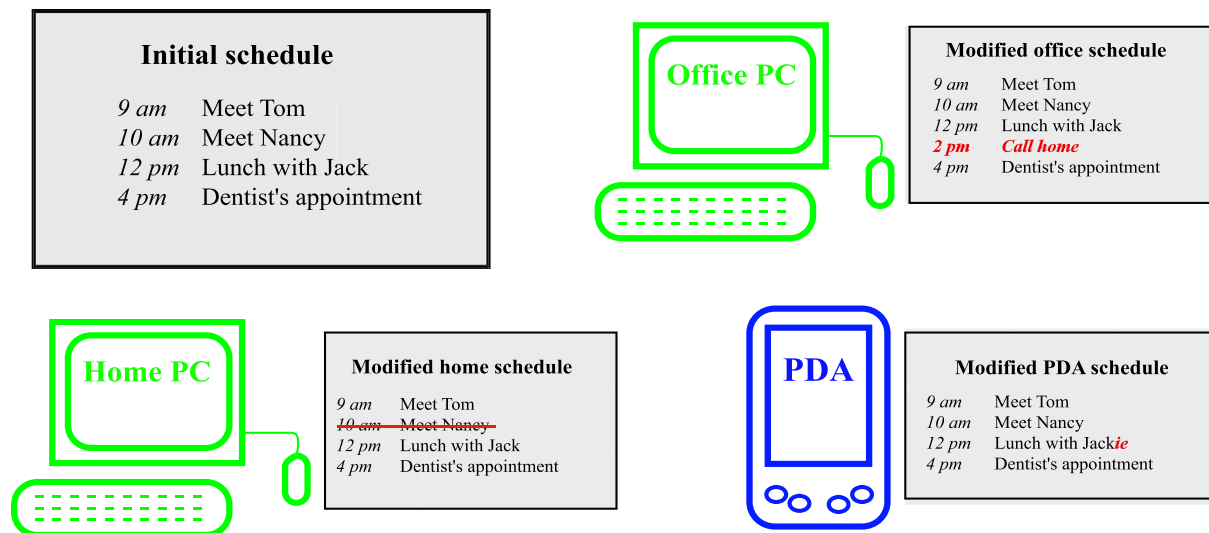 Initial schedule
9 am Meet Tom
10 am Meet Nancy
12 pm Lunch with Jack
4 pm Dentist's appointment
Office PC
Modified office schedule
9 am Meet Tom
10 am Meet Nancy
12 pm Lunch with Jack
2 pm Call home
4 pm Dentist's appointment
Home PC
Modified home schedule
9 am Meet Tom
10 am Meet Nancy
12 pm Lunch with Jack
4 pm Dentist's appointment
PDA
Modified PDA schedule
9 am Meet Tom
10 am Meet Nancy
12 pm Lunch with Jackie
4 pm Dentist's appointment